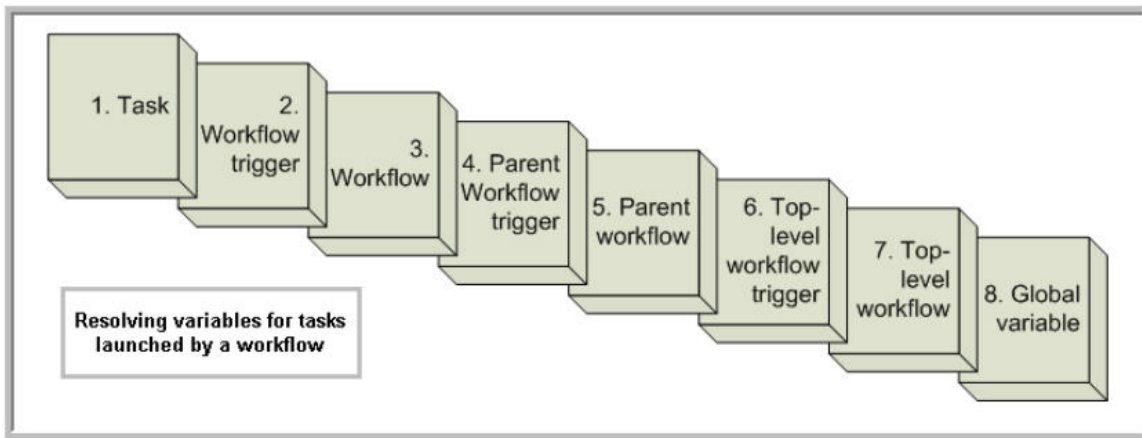 1. Task
2.
Workflow
trigger
3.
Workflow
4. Parent
Workflow
trigger
5. Parent
workflow
6. Top-
level
workflow
trigger
7. Top-
level
workflow
8. Global
variable
Resolving variables for tasks
launched by a workflow